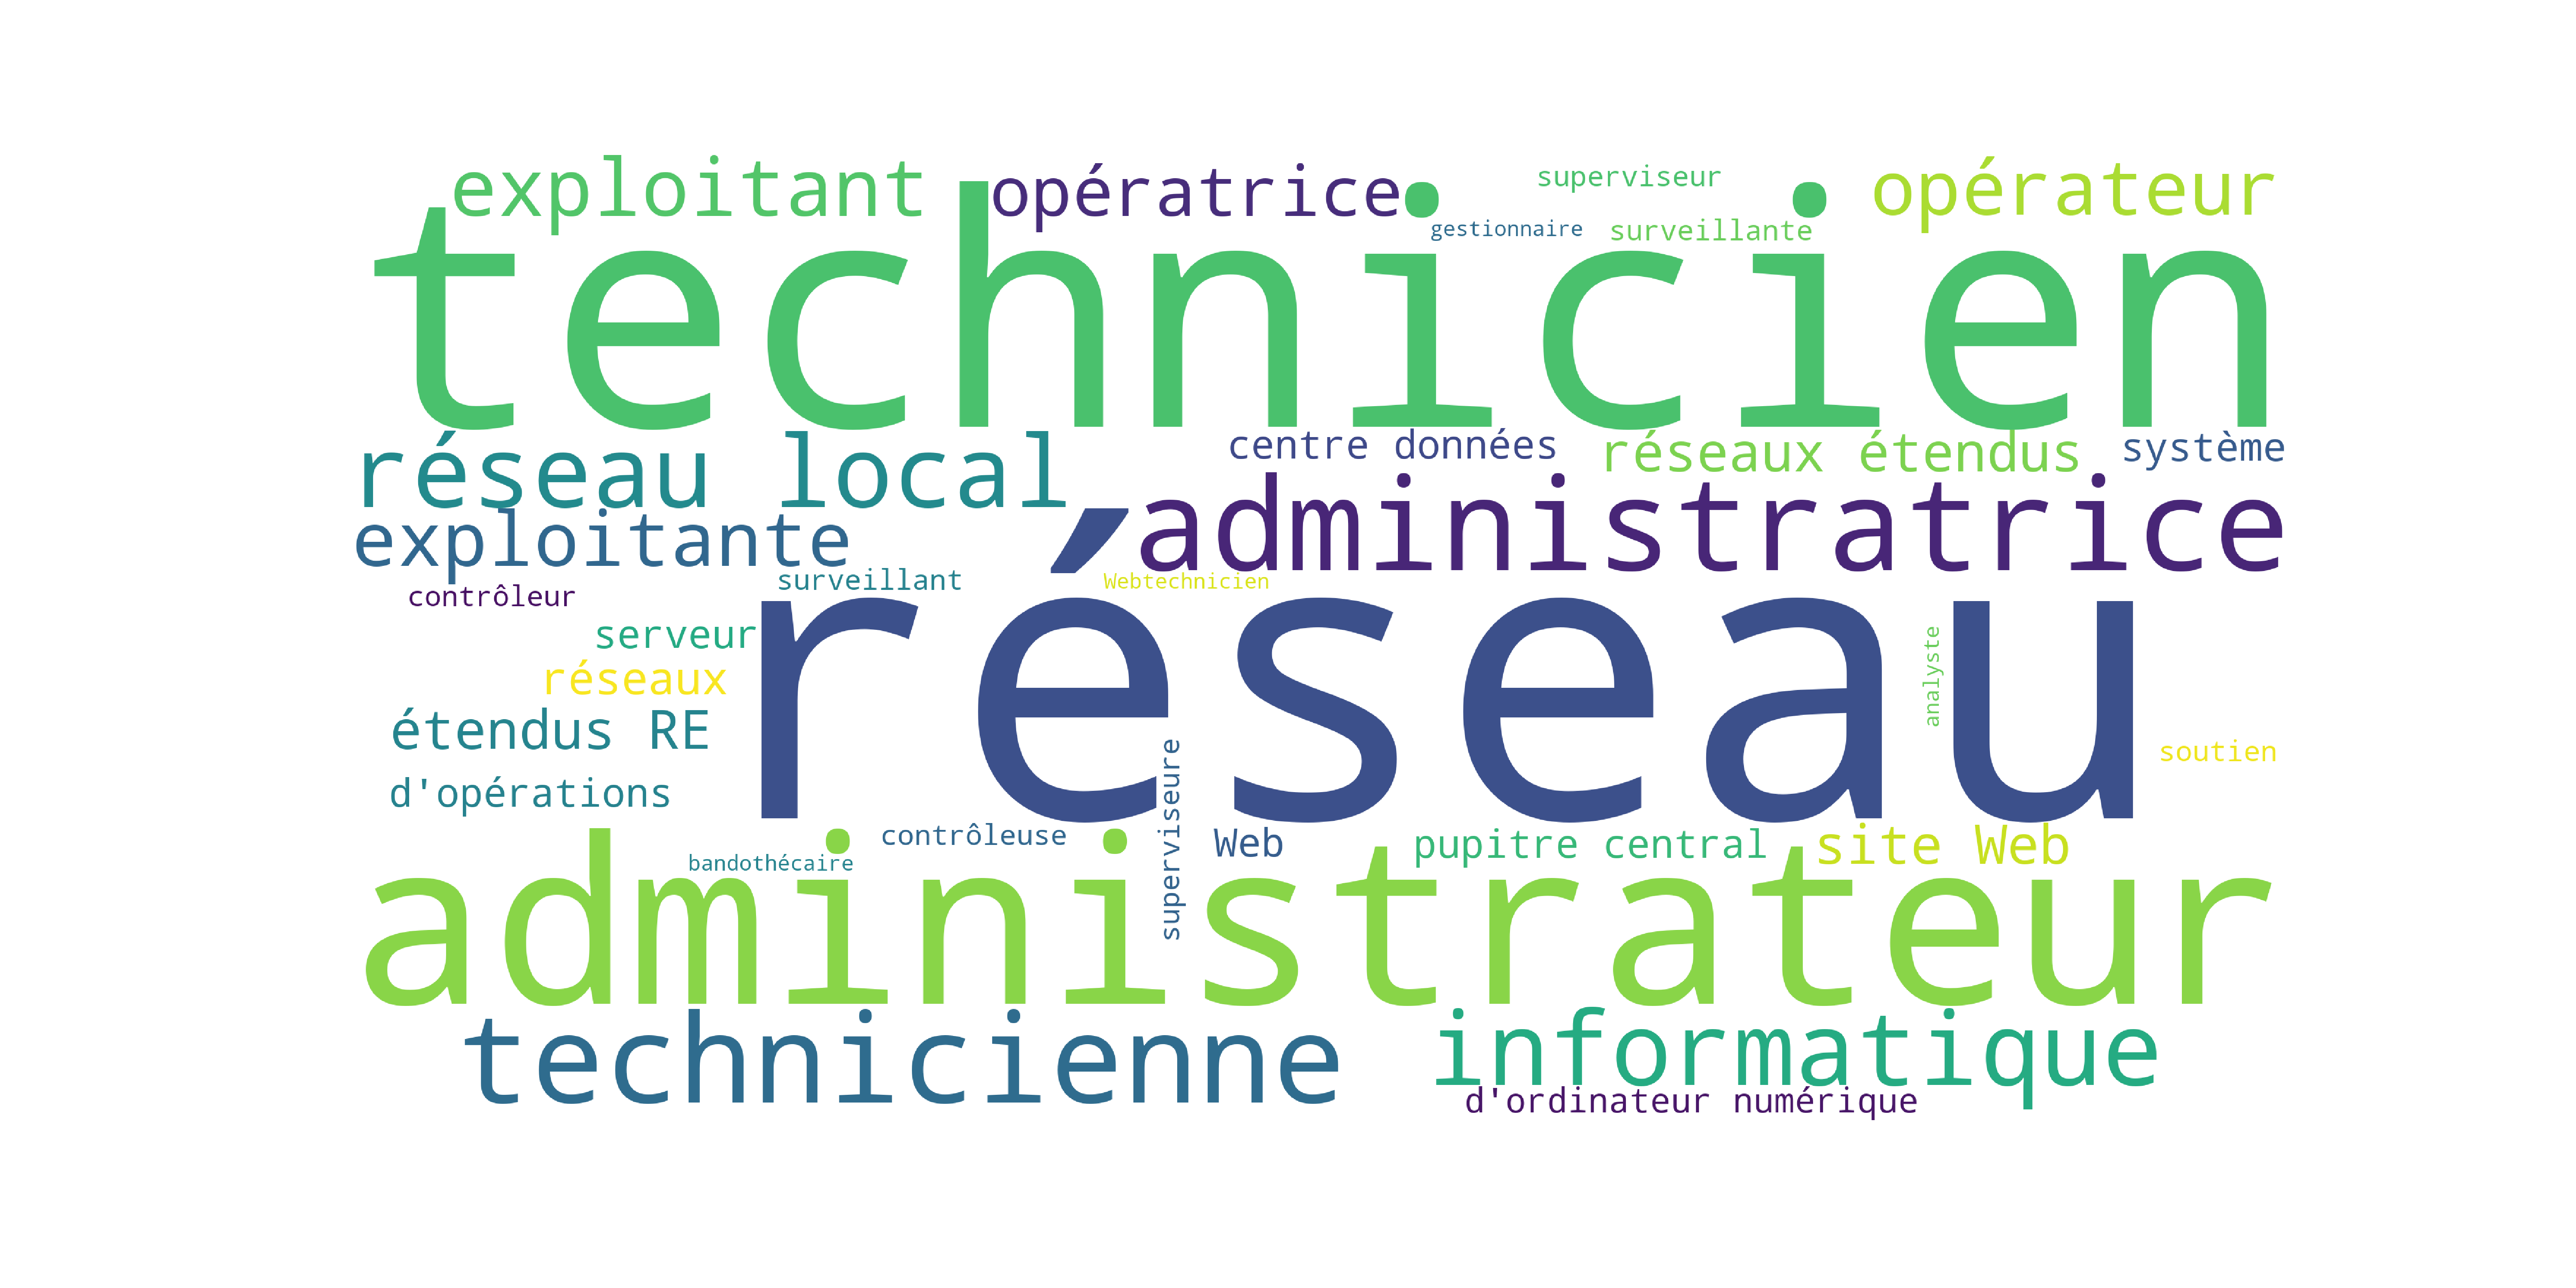 exploitant
opératrice
superviseur
opérateur
gestionnaire
surveillante
technicien
réseau local
centre données
réseaux étendus
système
administratrice
exploitante
surveillant
Webtechnicien
contrôleur
serveur
réseau
réseaux
analyste
étendus RE
soutien
d'opérations
superviseure
contrôleuse
Web
pupitre central
site Web
bandothécaire
administrateur
technicienne
informatique
d'ordinateur numérique